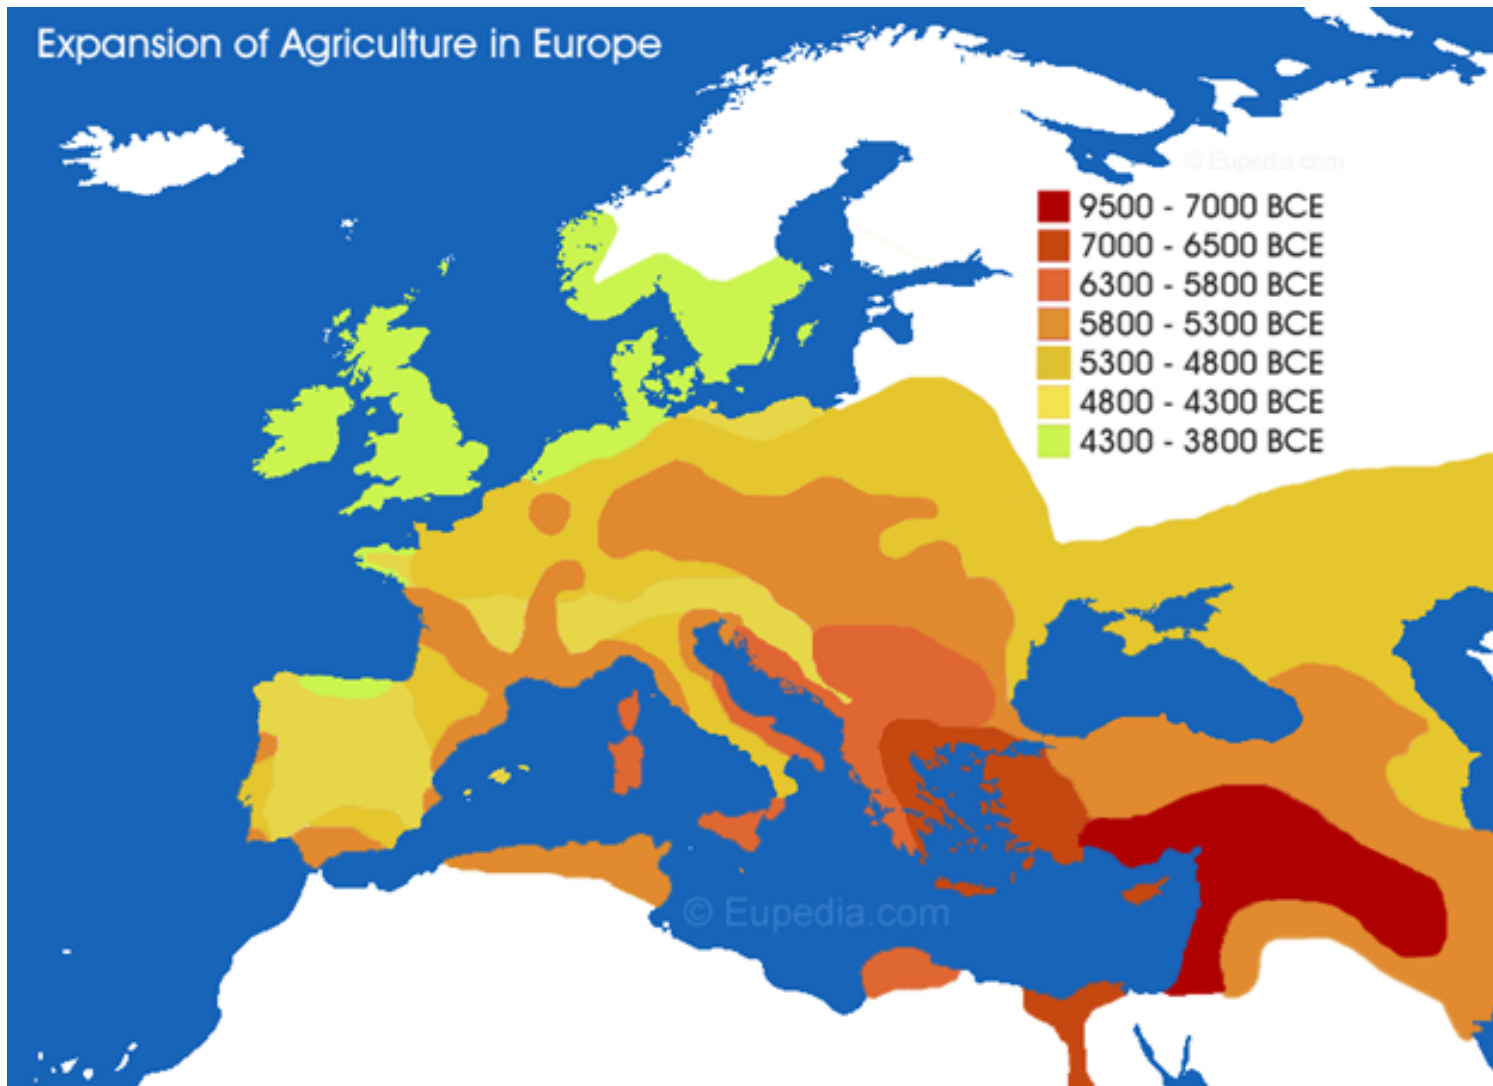 Expansion of Agriculture in Europe
© Eupedia.com
9500 - 7000 BCE
7000 - 6500 BCE
6300 - 5800 BCE
5800 - 5300 BCE
5300 - 4800 BCE
4800 - 4300 BCE
4300 - 3800 BCE
© Eupedia.com